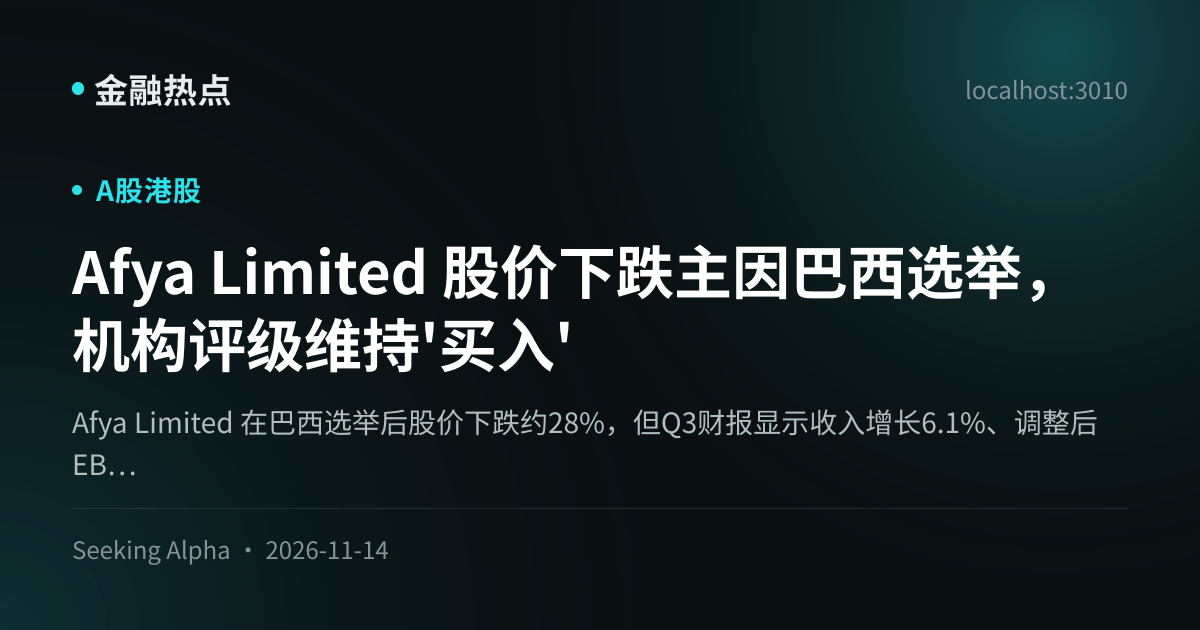 金融热点
localhost:3010
A股港股
Afya Limited 股价下跌主因巴西选举，
机构评级维持'买入'
Afya Limited 在巴西选举后股价下跌约28%，但Q3财报显示收入增长6.1%、调整后
EB…
Seeking Alpha · 2026-11-14